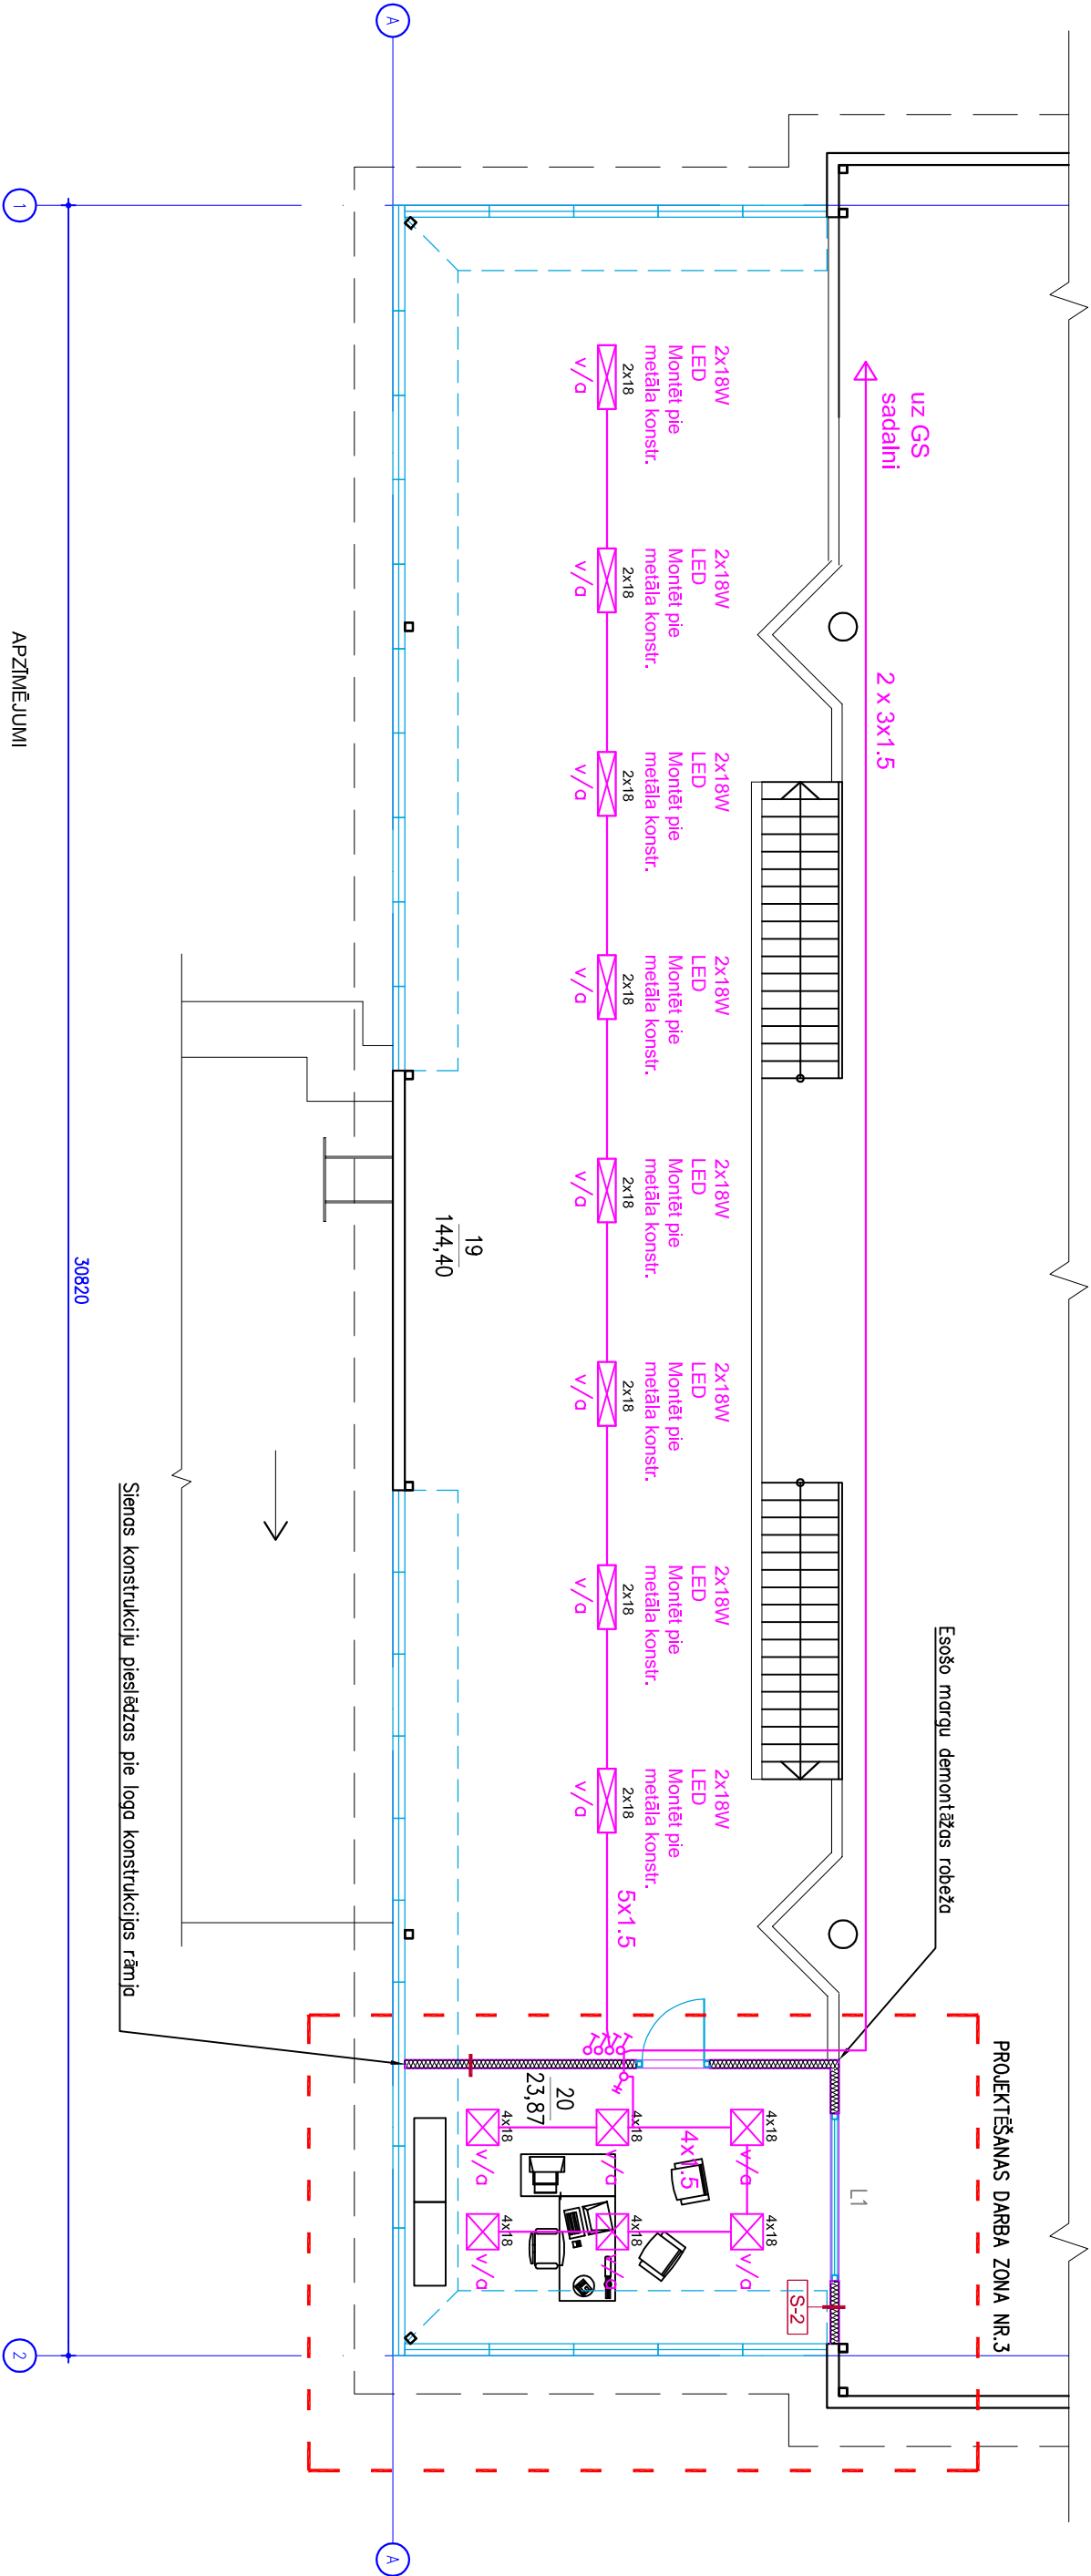 PROJEKTĒŠANAS DARBA ZONA NR.3
Esošo margu demontāžas robeža
uz GS
sadalni
2 x 3x1.5
L1
S-2
2x18W
LED
Montēt pie
metāla konstr.
2x18
v/a
2x18W
LED
Montēt pie
metāla konstr.
2x18
v/a
2x18W
LED
Montēt pie
metāla konstr.
2x18
v/a
2x18W
LED
Montēt pie
metāla konstr.
2x18
v/a
2x18W
LED
Montēt pie
metāla konstr.
2x18
v/a
2x18W
LED
Montēt pie
metāla konstr.
2x18
v/a
2x18W
LED
Montēt pie
metāla konstr.
2x18
v/a
2x18W
LED
Montēt pie
metāla konstr.
2x18
v/a
5x1.5
4x18
v/a
4x18
v/a
4x1.5
4x18
v/a
4x18
v/a
4x18
v/a
4x18
v/a
20
23,87
19
144,40
A
A
Sienas konstrukciju pieslēdzas pie loga konstrukcijas rāmja
30820
1
2
APZĪMĒJUMI